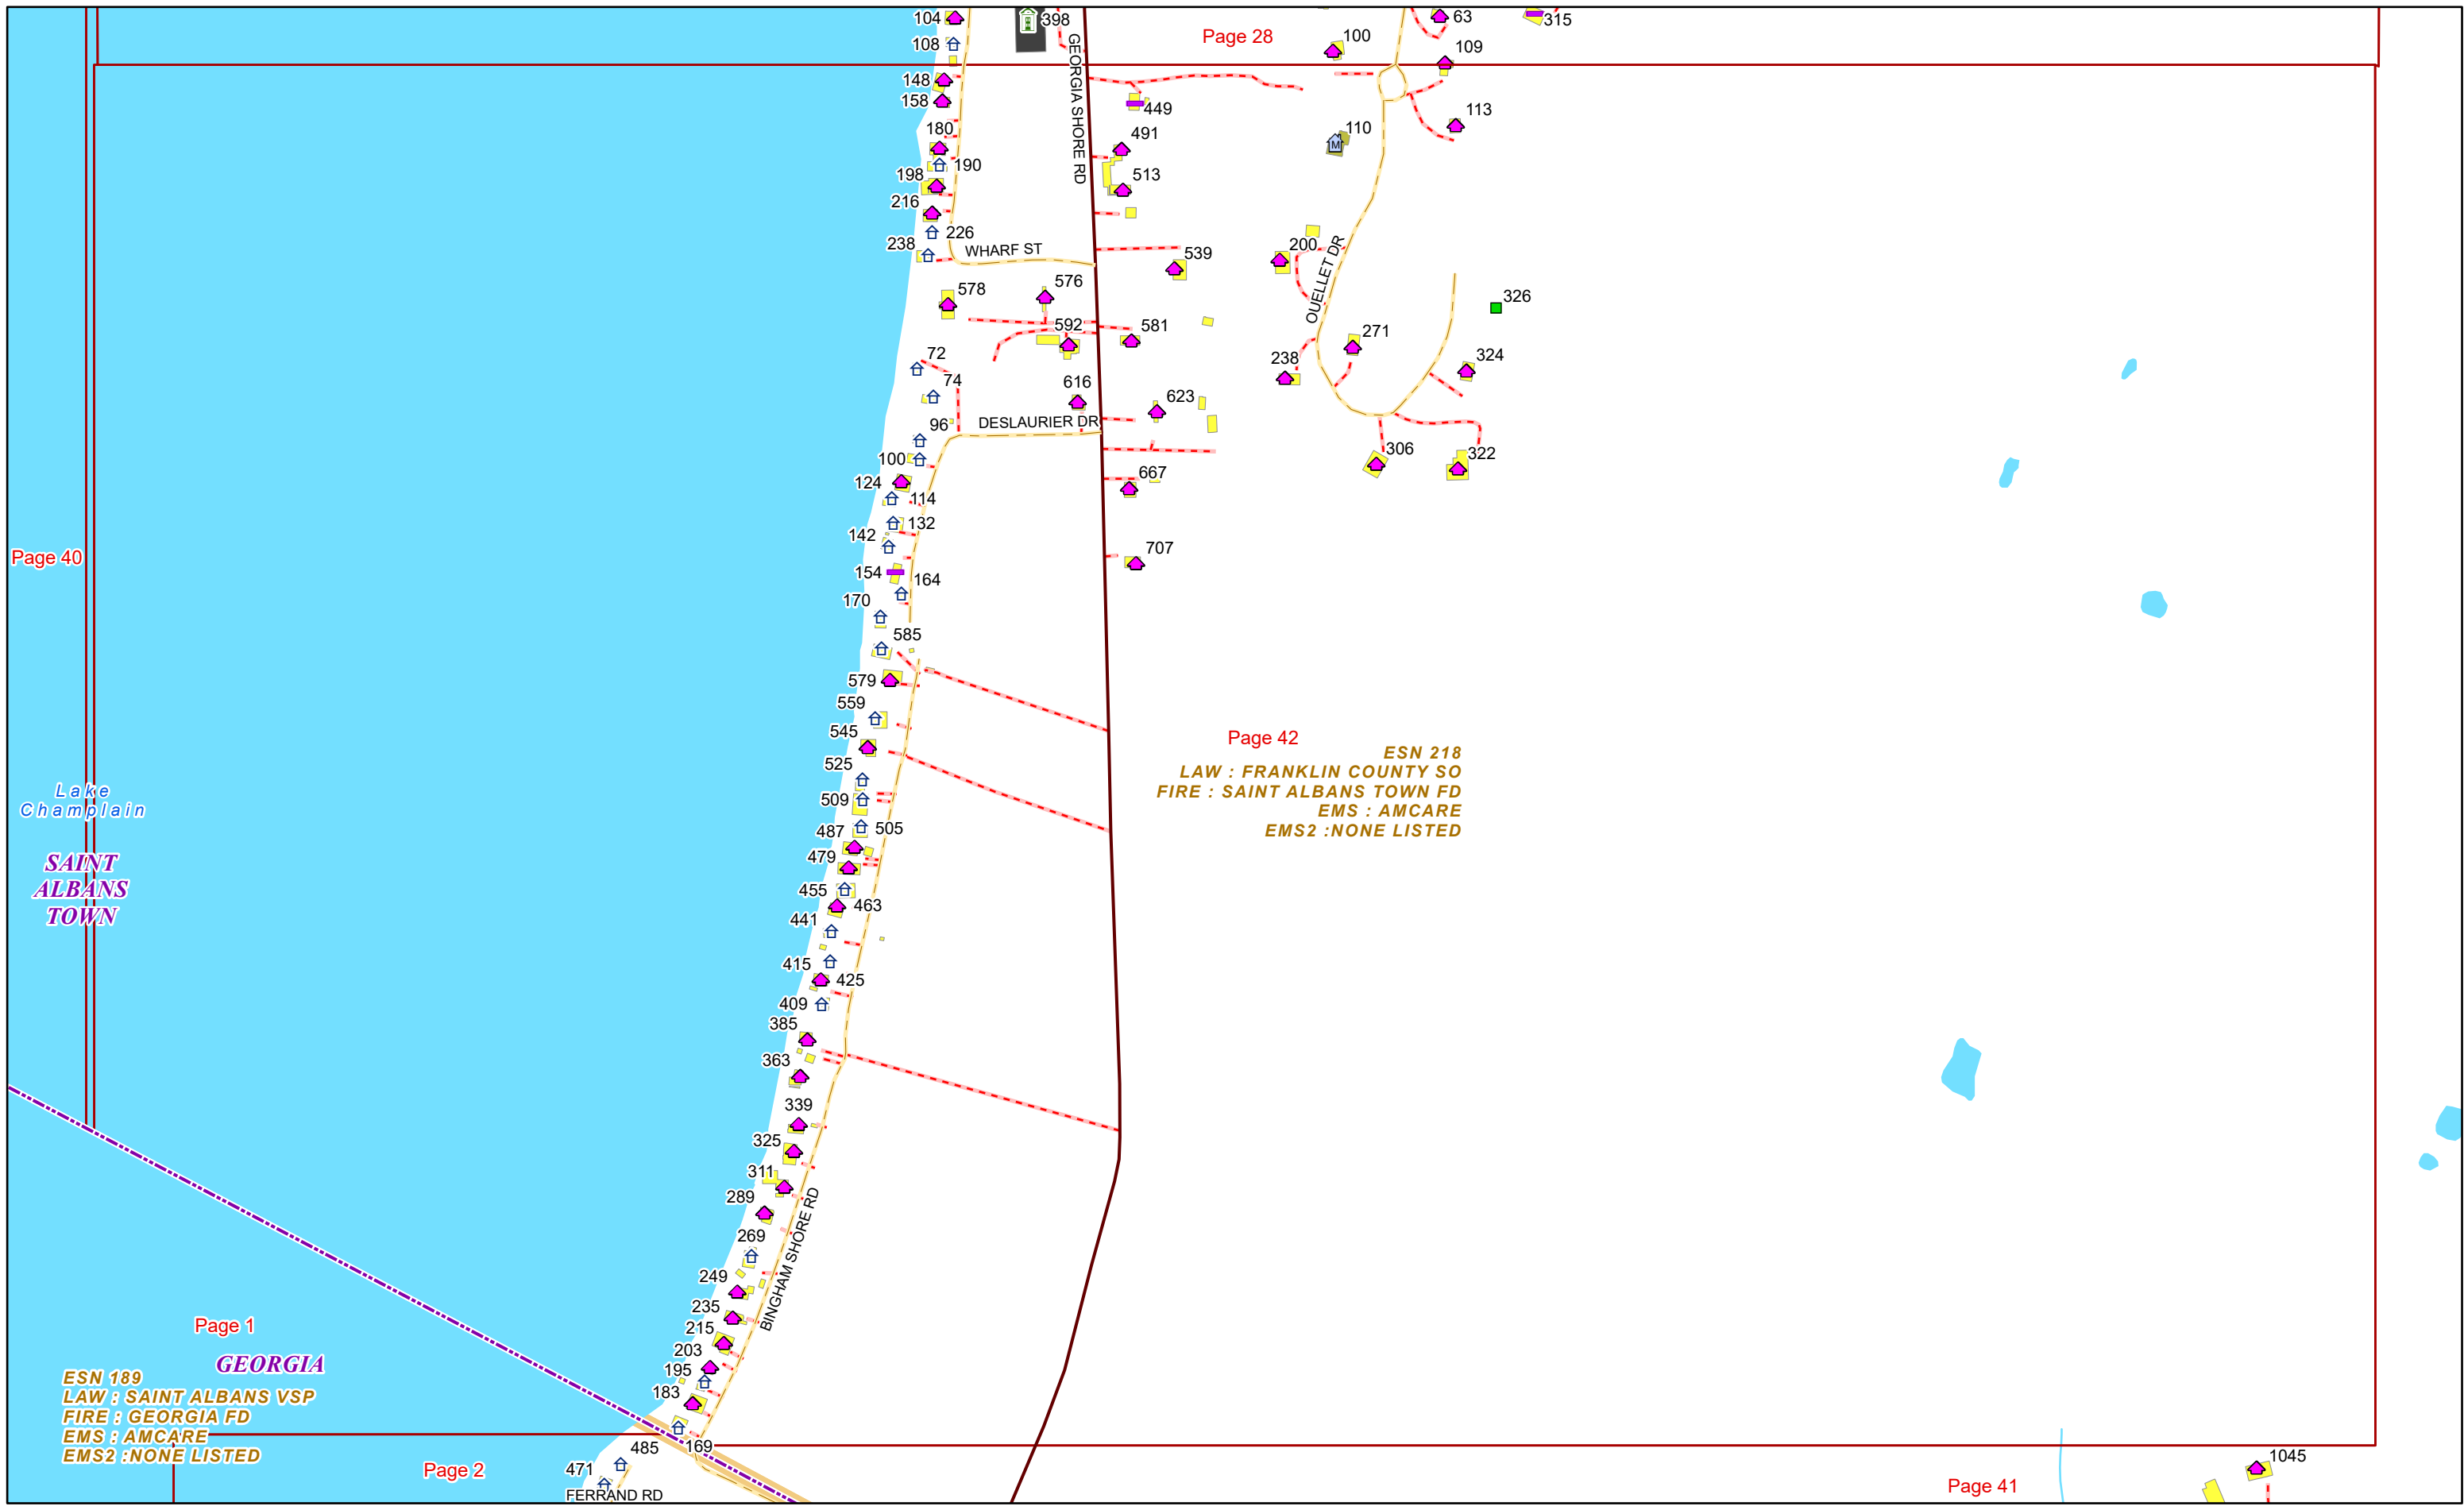 104
398
63
315
GEORGIA SHORE RD
Page 28
100
108
109
148
158
449
113
180
491
110
M
190
198
513
216
226
238
WHARF ST
539
200
OUELLET DR
578
576
326
592
581
271
72
238
324
74
616
623
96
DESLAURIER DR
306
322
100
667
124
114
132
142
Page 40
707
154
164
170
585
579
559
545
Page 42
525
ESN 218
LAW : FRANKLIN COUNTY SO
FIRE : SAINT ALBANS TOWN FD
EMS : AMCARE
EMS2 :NONE LISTED
Lake
Champlain
509
505
487
479
SAINT
ALBANS
TOWN
455
463
441
415
425
409
385
363
339
325
311
289
BINGHAM SHORE RD
269
249
235
215
203
195
183
Page 1
GEORGIA
ESN 189
LAW : SAINT ALBANS VSP
FIRE : GEORGIA FD
EMS : AMCARE
EMS2 :NONE LISTED
485
169
471
Page 2
FERRAND RD
1045
Page 41